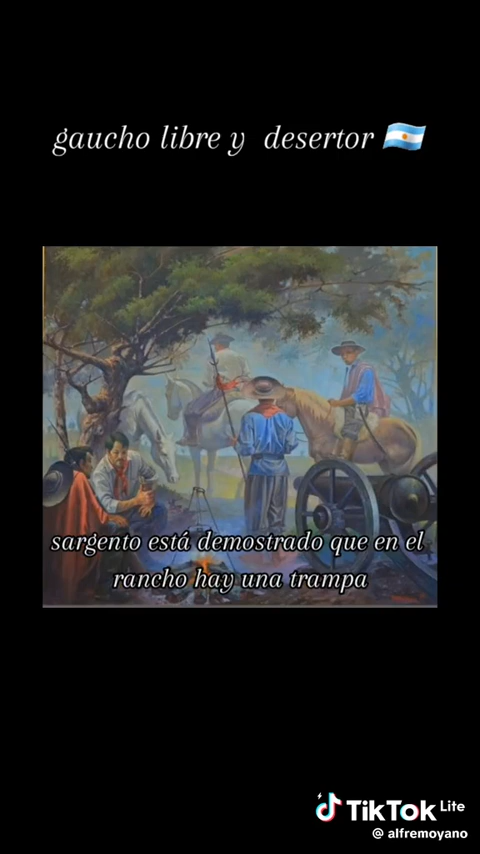 gaucho libre y desertor 🇦🇷
sargento está demostrado que en el
rancho hay una trampa
TikTok Lite
@ alfremoyano